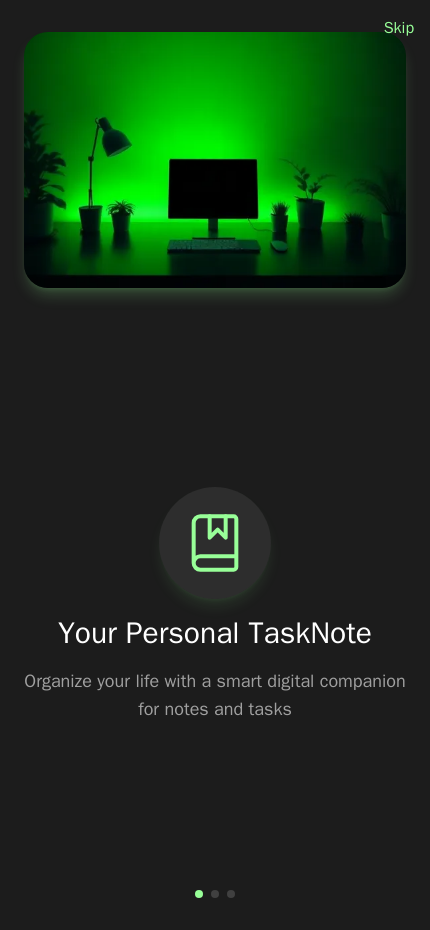 Skip
Your Personal TaskNote
Organize your life with a smart digital companion
for notes and tasks